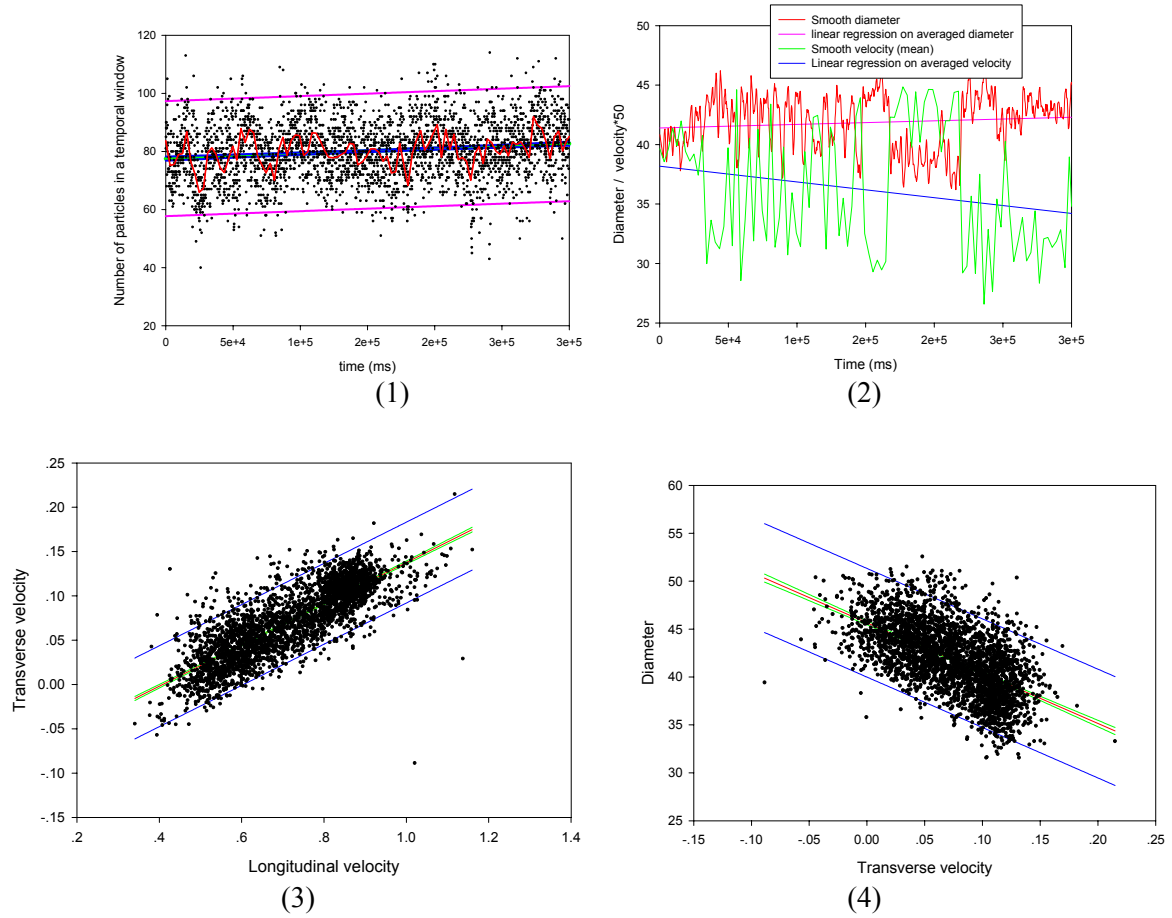 Number of particles in a temporal window
120
100
80
60
40
20
0 5e+4 1e+5 2e+5 2e+5 3e+5 3e+5
time (ms)
(1)
Smooth diameter
linear regression on averaged diameter
Smooth velocity (mean)
Linear regression on averaged velocity
Diameter / velocity*50
50
45
40
35
30
25
0 5e+4 1e+5 2e+5 2e+5 3e+5 3e+5
Time (ms)
(2)
Transverse velocity
.25
.20
.15
.10
.05
0.00
-.05
-.10
-.15
.2 .4 .6 .8 1.0 1.2 1.4
Longitudinal velocity
(3)
Diameter
60
55
50
45
40
35
30
25
-.15 -.10 -.05 0.00 .05 .10 .15 .20 .25
Transverse velocity
(4)